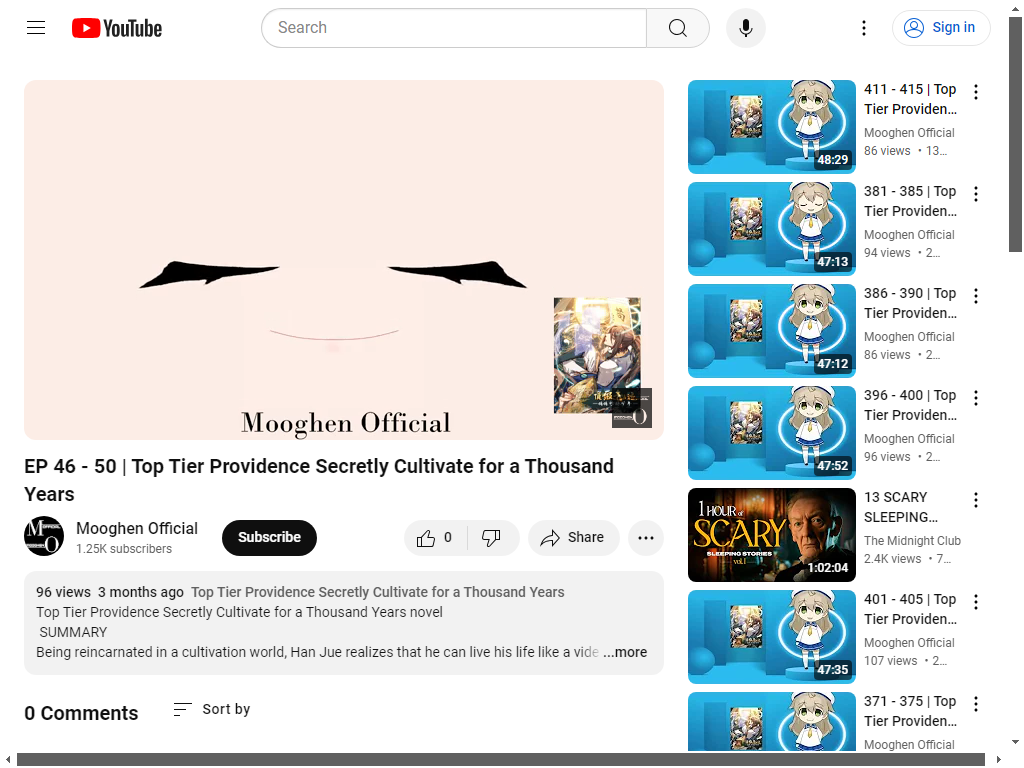 YouTube
Search
Sign in
Mooghen Official
EP 46 - 50 | Top Tier Providence Secretly Cultivate for a Thousand
Years
Mooghen Official
1.25K subscribers
Subscribe
0
Share
96 views 3 months ago Top Tier Providence Secretly Cultivate for a Thousand Years
Top Tier Providence Secretly Cultivate for a Thousand Years novel
SUMMARY
Being reincarnated in a cultivation world, Han Jue realizes that he can live his life like a vide ...more
0 Comments
Sort by
48:29
411 - 415 | Top
Tier Providen…
Mooghen Official
86 views • 13…
47:13
381 - 385 | Top
Tier Providen…
Mooghen Official
94 views • 2…
47:12
386 - 390 | Top
Tier Providen…
Mooghen Official
86 views • 2…
47:52
396 - 400 | Top
Tier Providen…
Mooghen Official
96 views • 2…
1 HOUR of
SCARY
SLEEPING STORIES
vol.1
1:02:04
13 SCARY
SLEEPING…
The Midnight Club
2.4K views • 7…
47:35
401 - 405 | Top
Tier Providen…
Mooghen Official
107 views • 2…
371 - 375 | Top
Tier Providen…
Mooghen Official